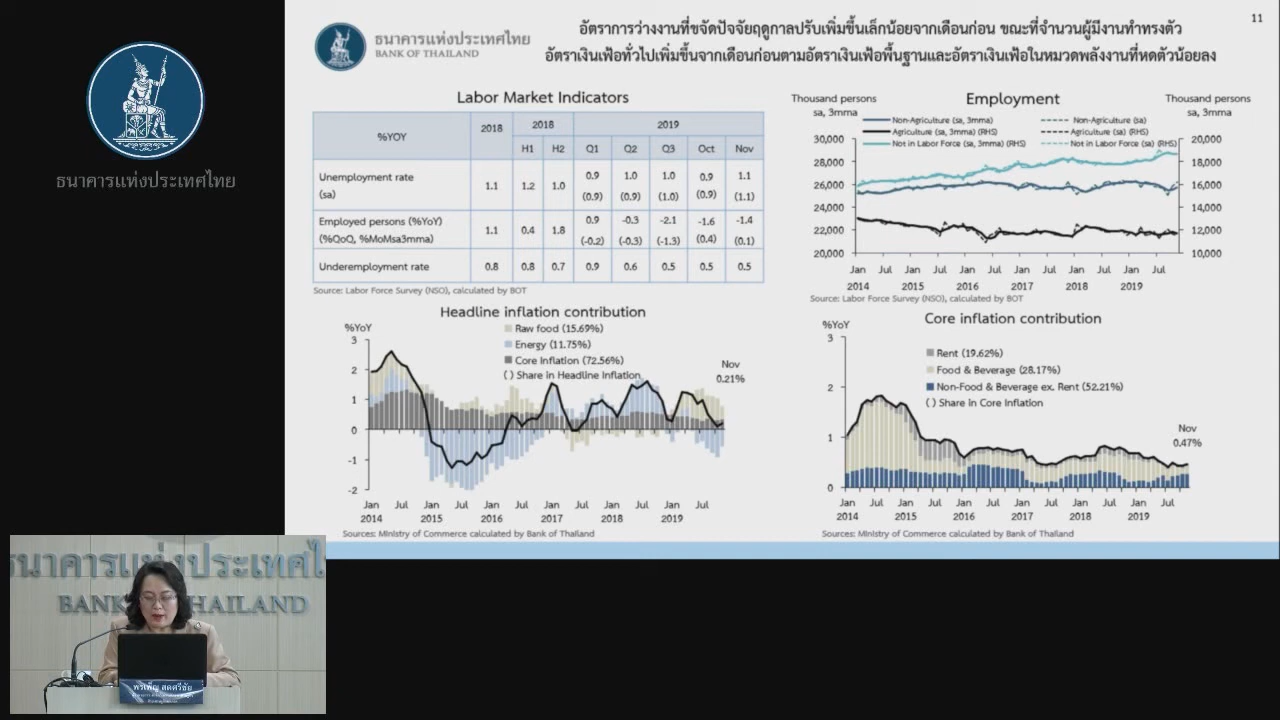 ธนาคารแห่งประเทศไทย
11
ธนาคารแห่งประเทศไทย
BANK OF THAILAND
อัตราการว่างงานที่ขจัดปัจจัยฤดูกาลปรับเพิ่มขึ้นเล็กน้อยจากเดือนก่อน ขณะที่จำนวนผู้มีงานทำทรงตัว
อัตราเงินเฟ้อทั่วไปเพิ่มขึ้นจากเดือนก่อนตามอัตราเงินเฟ้อพื้นฐานและอัตราเงินเฟ้อในหมวดพลังงานที่หดตัวน้อยลง
Labor Market Indicators
%YOY 2018 2018 2019
H1 H2 Q1 Q2 Q3 Oct Nov
Unemployment rate 1.1 1.2 1.0 0.9 1.0 1.0 0.9 1.1
(sa) (0.9) (0.9) (1.0) (0.9) (1.1)
Employed persons (%YoY) 1.1 0.4 1.8 0.9 -0.3 -2.1 -1.6 -1.4
(%QoQ, %MoMsa3mma) (-0.2) (-0.3) (-1.3) (0.4) (0.1)
Underemployment rate 0.8 0.8 0.7 0.9 0.6 0.5 0.5 0.5
Source: Labor Force Survey (NSO), calculated by BOT
Thousand persons Employment Thousand persons
sa, 3mma sa, 3mma
Non-Agriculture (sa, 3mma) Non-Agriculture (sa)
Agriculture (sa, 3mma) (RHS) Agriculture (sa) (RHS)
Not in Labor Force (sa, 3mma) (RHS) Not in Labor Force (sa) (RHS)
30,000 20,000
28,000 18,000
26,000 16,000
24,000 14,000
22,000 12,000
20,000 10,000
Jan Jul Jan Jul Jan Jul Jan Jul Jan Jul Jan Jul
2014 2015 2016 2017 2018 2019
Source: Labor Force Survey (NSO), calculated by BOT
Headline inflation contribution
%YoY
Raw food (15.69%)
Energy (11.75%)
Core Inflation (72.56%)
( ) Share in Headline Inflation
Nov
0.21%
3
2
1
0
-1
-2
Jan Jul Jan Jul Jan Jul Jan Jul Jan Jul Jan Jul
2014 2015 2016 2017 2018 2019
Sources: Ministry of Commerce calculated by Bank of Thailand
Core inflation contribution
%YoY
Rent (19.62%)
Food & Beverage (28.17%)
Non-Food & Beverage ex. Rent (52.21%)
( ) Share in Core Inflation
Nov
0.47%
3
2
1
0
Jan Jul Jan Jul Jan Jul Jan Jul Jan Jul Jan Jul
2014 2015 2016 2017 2018 2019
Sources: Ministry of Commerce calculated by Bank of Thailand
BANK THAILAND
พรเพ็ญ สดศรีชัย